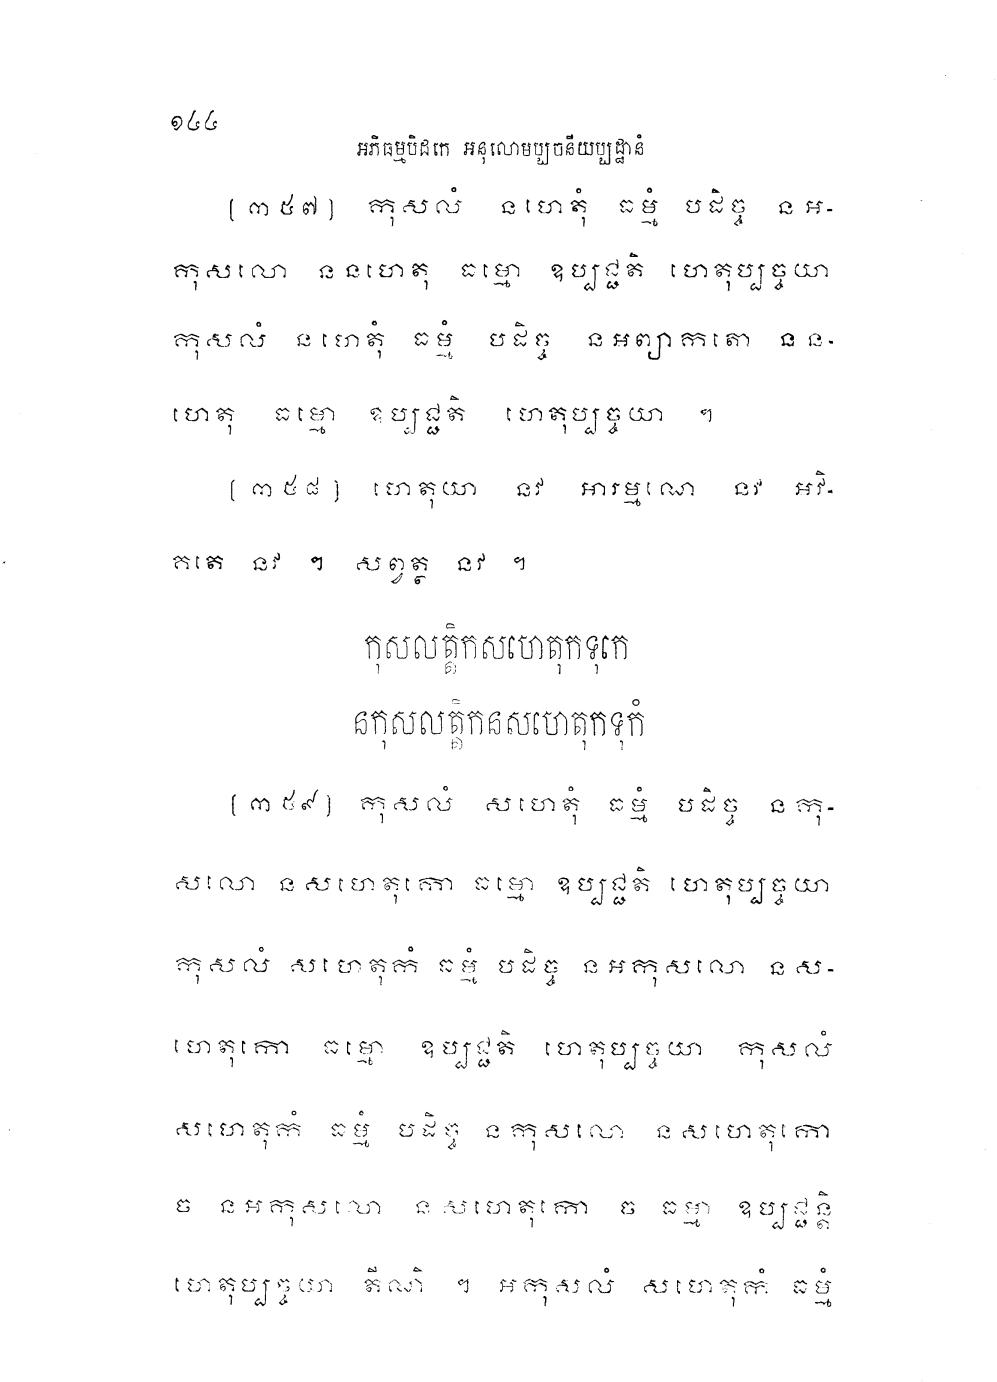 ១៤៤
អភិធម្មបិដកេ អនុលោមប្បច្ចនីយប្បដ្ឋានំ
(៣៥៧) កុសលំ នហេតុំ ធម្មំ បដិច្ច នអ-
កុសលោ ននហេតុ ធម្មោ ឧប្បជ្ជតិ ហេតុប្បច្ចយា
កុសលំ នហេតុំ ធម្មំ បដិច្ច នអព្យាកតោ នន-
ហេតុ ធម្មោ ឧប្បជ្ជតិ ហេតុប្បច្ចយា ។
(៣៥៨) ហេតុយា នវ អារម្មណេ នវ អវិ-
កតេ នវ ។ សព្វត្ថ នវ ។
កុសលត្តិកសហេតុកទុកេ
នកុសលត្តិកនសហេតុកទុកំ
(៣៥៩) កុសលំ សហេតុំ ធម្មំ បដិច្ច នកុ-
សលោ នសហេតុកោ ធម្មោ ឧប្បជ្ជតិ ហេតុប្បច្ចយា
កុសលំ សហេតុកំ ធម្មំ បដិច្ច នអកុសលោ នស-
ហេតុកោ ធម្មោ ឧប្បជ្ជតិ ហេតុប្បច្ចយា កុសលំ
សហេតុកំ ធម្មំ បដិច្ច នកុសលោ នសហេតុកោ
ច នអកុសលោ នសហេតុកោ ច ធម្មា ឧប្បជ្ជន្តិ
ហេតុប្បច្ចយា តីណិ ។ អកុសលំ សហេតុកំ ធម្មំ